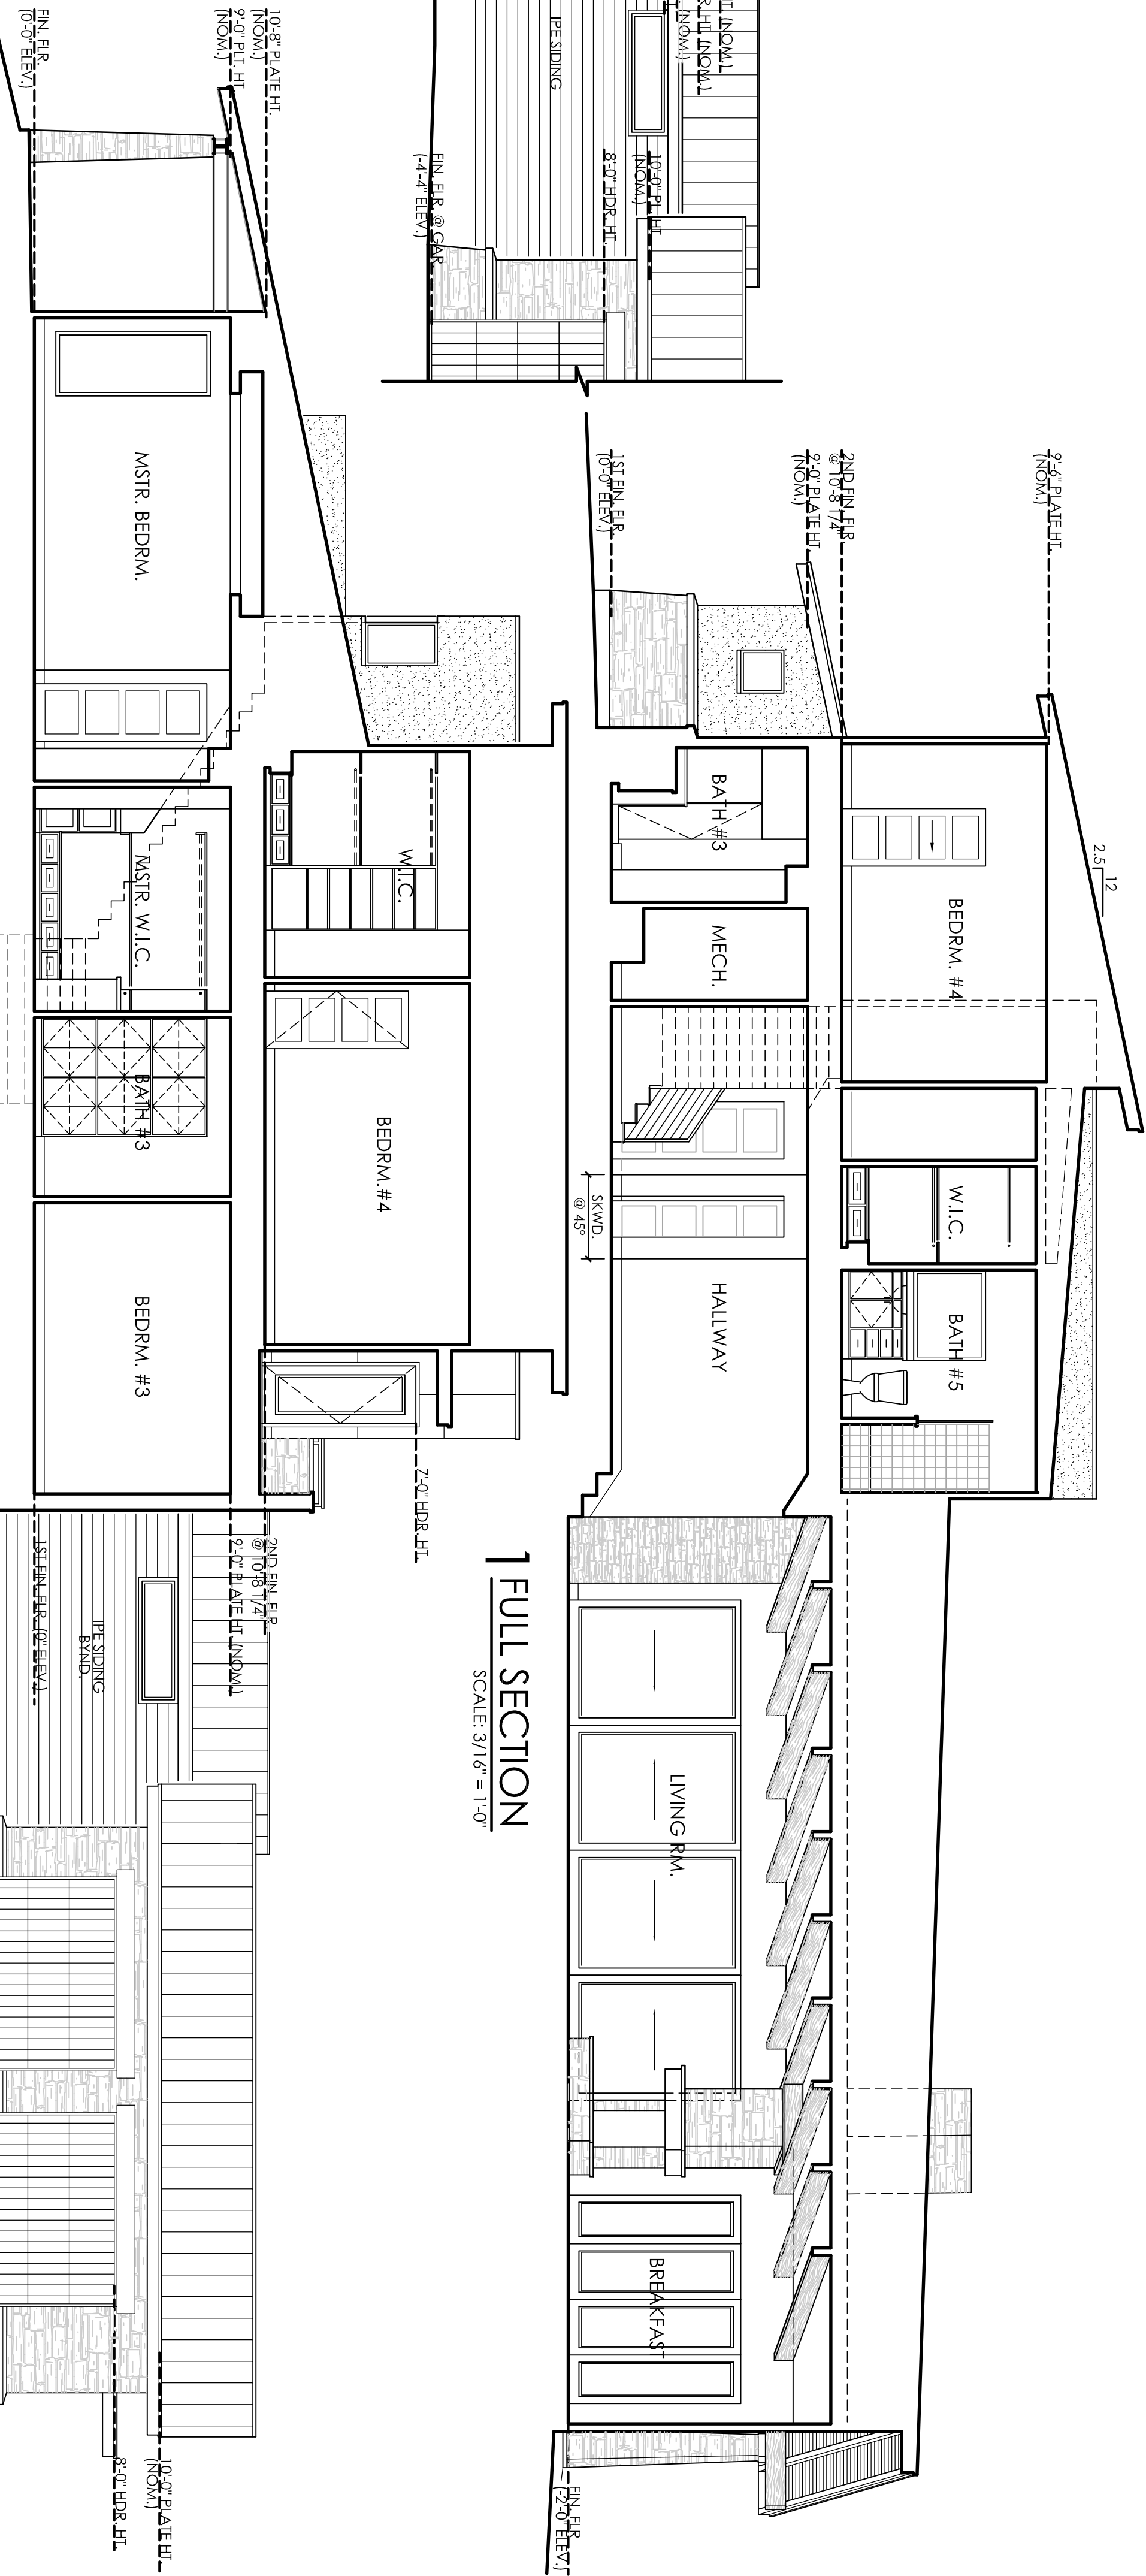 9'-6" PLATE HT.
(NOM.)
12
2.5
2ND FIN. FLR.
@ 10'-8 1/4"
9'-0" PLATE HT.
(NOM.)
BEDRM. #4
W.I.C.
BATH #5
HT. (NOM.)
R. HT. (NOM.)
(NOM.)
10'-0" PLT. HT.
(NOM.)
8'-0" HDR. HT.
IPE SIDING
FIN. FLR. @ GAR.
(-4'-4" ELEV.)
1ST FIN. FLR.
(0'-0" ELEV.)
BATH #3
MECH.
HALLWAY
SKWD.
@ 45°
LIVING RM.
BREAKFAST
FIN. FLR.
(-2'-0" ELEV.)
1 FULL SECTION
SCALE: 3/16" = 1'-0"
7'-0" HDR. HT.
W.I.C.
BEDRM.#4
10'-8" PLATE HT.
(NOM.)
9'-0" PLT. HT.
(NOM.)
2ND FIN. FLR.
@ 10'-8 1/4"
9'-0" PLATE HT. (NOM.)
MSTR. BEDRM.
MSTR. W.I.C.
BATH #3
BEDRM. #3
10'-0" PLATE HT.
(NOM.)
8'-0" HDR. HT.
IPE SIDING
BYND.
FIN. FLR.
(0'-0" ELEV.)
1ST FIN. FLR. (0" ELEV.)